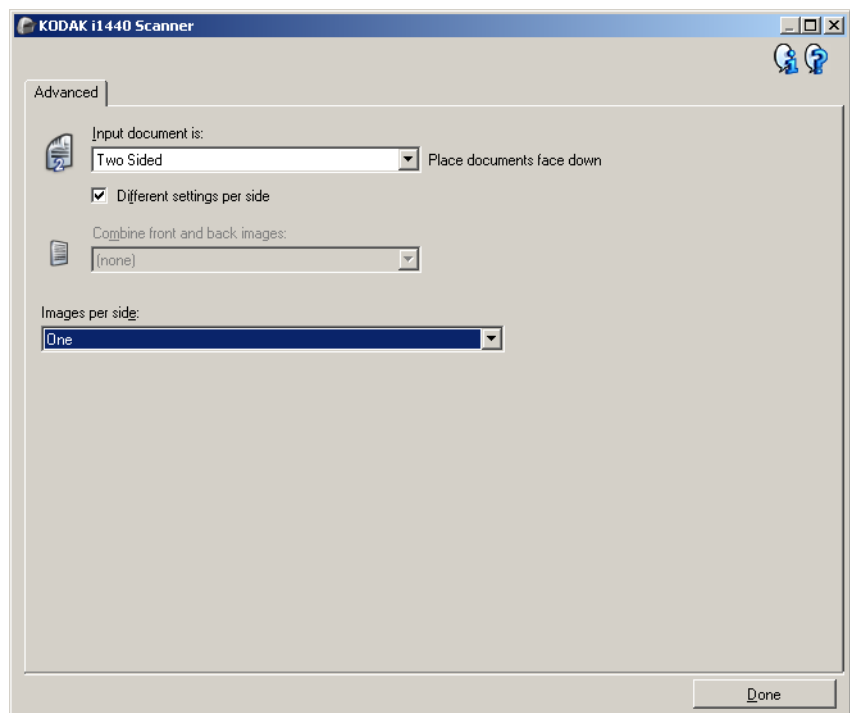 KODAK i1440 Scanner
Advanced
Input document is:
Two Sided
Place documents face down
Different settings per side
Combine front and back images:
(none)
Images per side:
One
Done